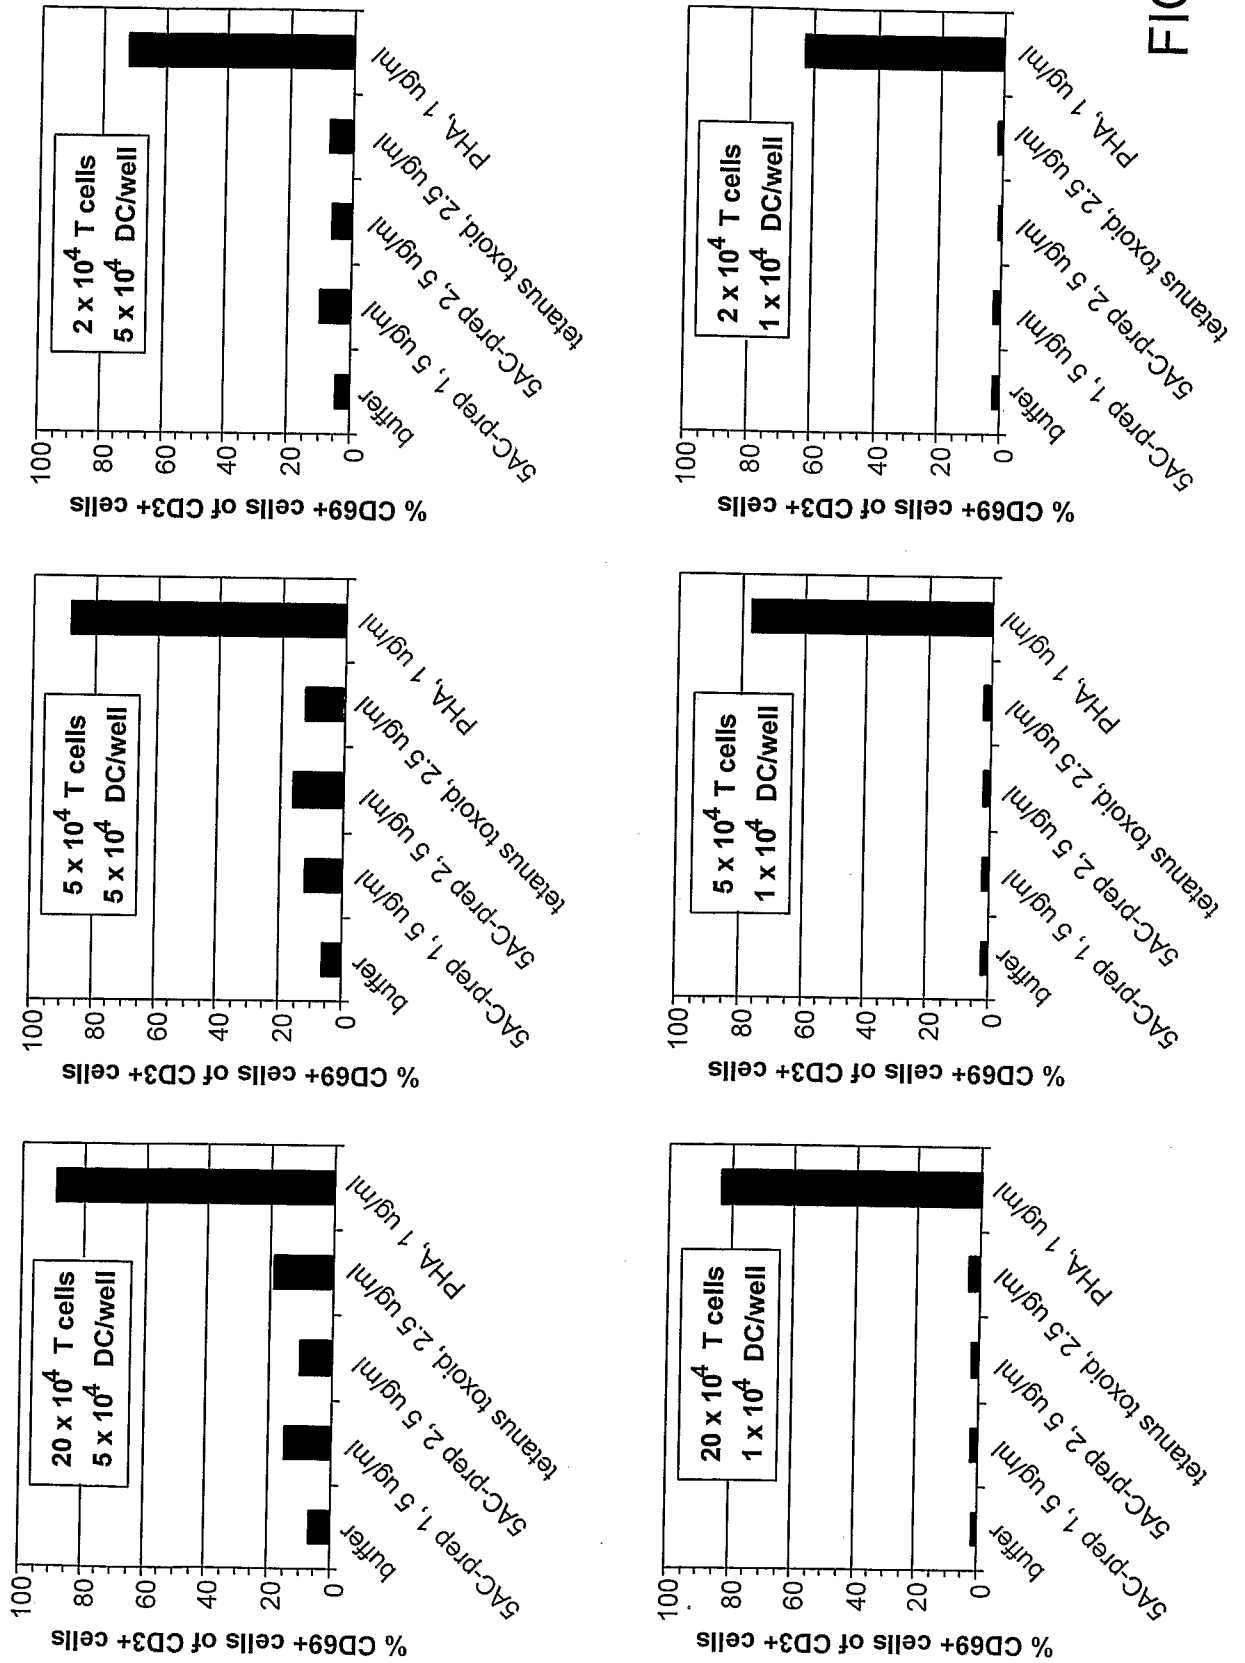 % CD69+ cells of CD3+ cells
100
80
60
40
20
0
20 x 10⁴ T cells
5 x 10⁴ DC/well
buffer
5AC-prep 1, 5 ug/ml
5AC-prep 2, 5 ug/ml
tetanus toxoid, 2.5 ug/ml
PHA, 1 ug/ml
% CD69+ cells of CD3+ cells
100
80
60
40
20
0
5 x 10⁴ T cells
5 x 10⁴ DC/well
buffer
5AC-prep 1, 5 ug/ml
5AC-prep 2, 5 ug/ml
tetanus toxoid, 2.5 ug/ml
PHA, 1 ug/ml
% CD69+ cells of CD3+ cells
100
80
60
40
20
0
2 x 10⁴ T cells
5 x 10⁴ DC/well
buffer
5AC-prep 1, 5 ug/ml
5AC-prep 2, 5 ug/ml
tetanus toxoid, 2.5 ug/ml
PHA, 1 ug/ml
% CD69+ cells of CD3+ cells
100
80
60
40
20
0
20 x 10⁴ T cells
1 x 10⁴ DC/well
buffer
5AC-prep 1, 5 ug/ml
5AC-prep 2, 5 ug/ml
tetanus toxoid, 2.5 ug/ml
PHA, 1 ug/ml
% CD69+ cells of CD3+ cells
100
80
60
40
20
0
5 x 10⁴ T cells
1 x 10⁴ DC/well
buffer
5AC-prep 1, 5 ug/ml
5AC-prep 2, 5 ug/ml
tetanus toxoid, 2.5 ug/ml
PHA, 1 ug/ml
% CD69+ cells of CD3+ cells
100
80
60
40
20
0
2 x 10⁴ T cells
1 x 10⁴ DC/well
buffer
5AC-prep 1, 5 ug/ml
5AC-prep 2, 5 ug/ml
tetanus toxoid, 2.5 ug/ml
PHA, 1 ug/ml